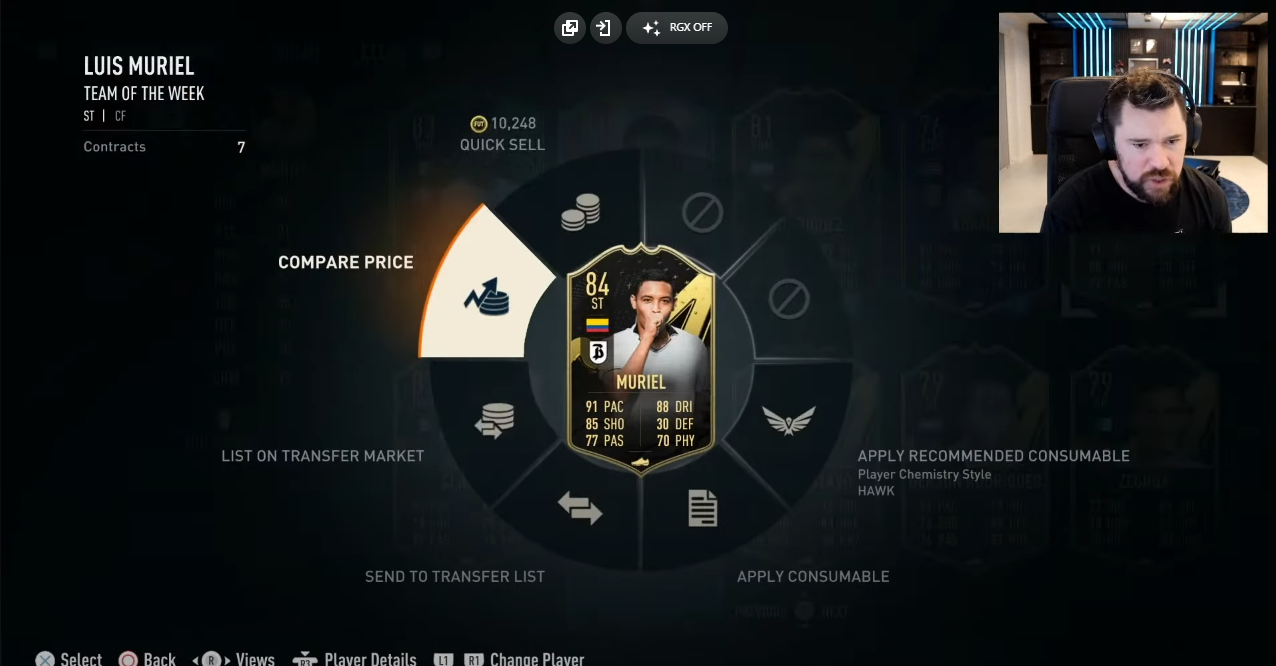 RGX OFF
LUIS MURIEL
TEAM OF THE WEEK
ST | CF
Contracts 7
10,248
QUICK SELL
COMPARE PRICE
84
ST
MURIEL
91 PAC 88 DRI
85 SHO 30 DEF
77 PAS 70 PHY
LIST ON TRANSFER MARKET
APPLY RECOMMENDED CONSUMABLE
Player Chemistry Style
HAWK
SEND TO TRANSFER LIST
APPLY CONSUMABLE
Select Back R Views R3 Player Details L1 R1 Change Player